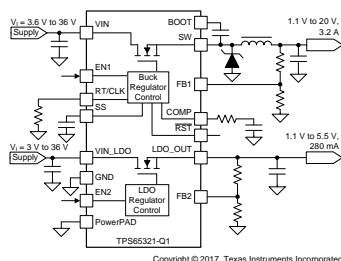 Vᵢ = 3.6 V to 36 V
Supply
VIN
BOOT
SW
1.1 V to 20 V,
3.2 A
EN1
RT/CLK
SS
Buck
Regulator
Control
FB1
COMP
RST
Vᵢ = 3 V to 36 V
Supply
VIN_LDO
LDO_OUT
1.1 V to 5.5 V,
280 mA
GND
EN2
LDO
Regulator
Control
FB2
PowerPAD
TPS65321-Q1
Copyright © 2017, Texas Instruments Incorporated